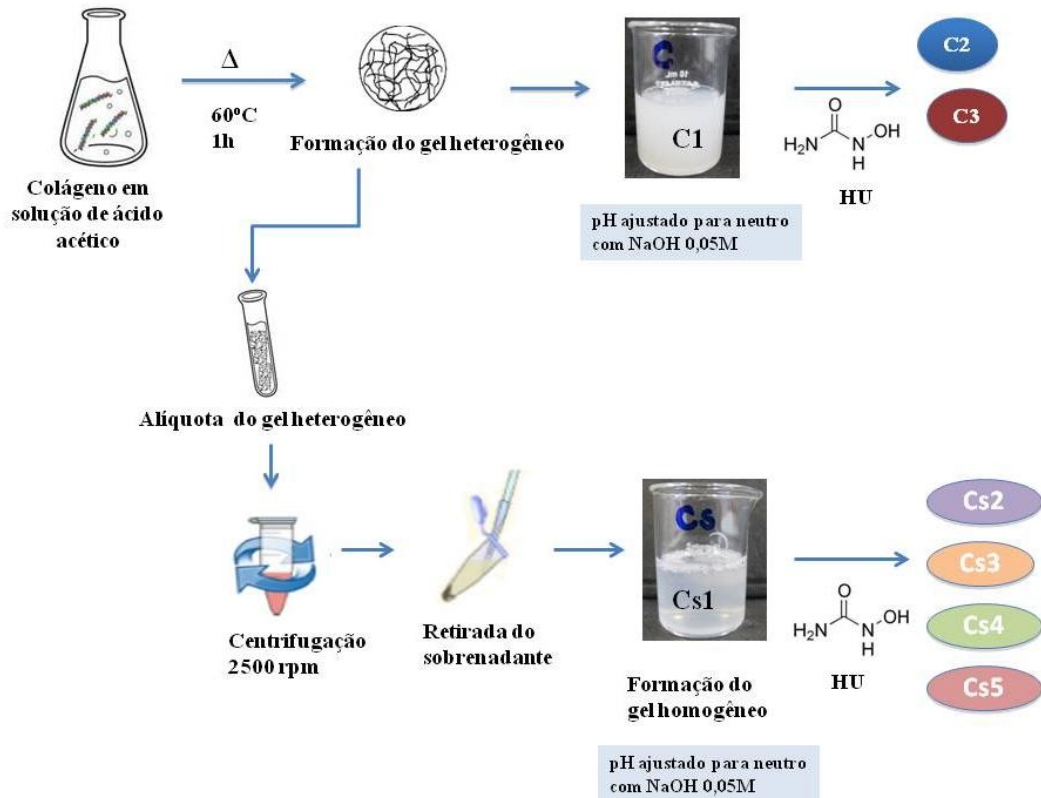 Δ
60ºC
1h
Colágeno em
solução de ácido
acético
Formação do gel heterogêneo
C
C1
pH ajustado para neutro
com NaOH 0,05M
O
H₂N
N
H
OH
HU
C2
C3
Alíquota do gel heterogêneo
Centrifugação
2500 rpm
Retirada do
sobrenadante
Cs
Cs1
Formação do
gel homogêneo
pH ajustado para neutro
com NaOH 0,05M
O
H₂N
N
H
OH
HU
Cs2
Cs3
Cs4
Cs5